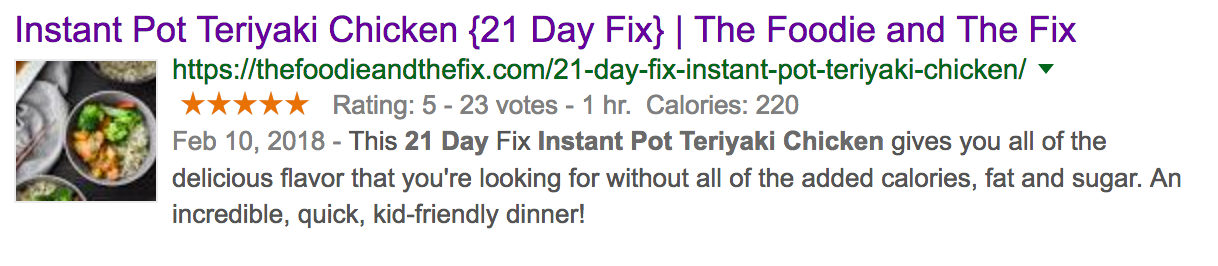 Instant Pot Teriyaki Chicken {21 Day Fix} | The Foodie and The Fix
https://thefoodieandthefix.com/21-day-fix-instant-pot-teriyaki-chicken/
Rating: 5 - 23 votes - 1 hr. Calories: 220
Feb 10, 2018 - This 21 Day Fix Instant Pot Teriyaki Chicken gives you all of the
delicious flavor that you're looking for without all of the added calories, fat and sugar. An
incredible, quick, kid-friendly dinner!